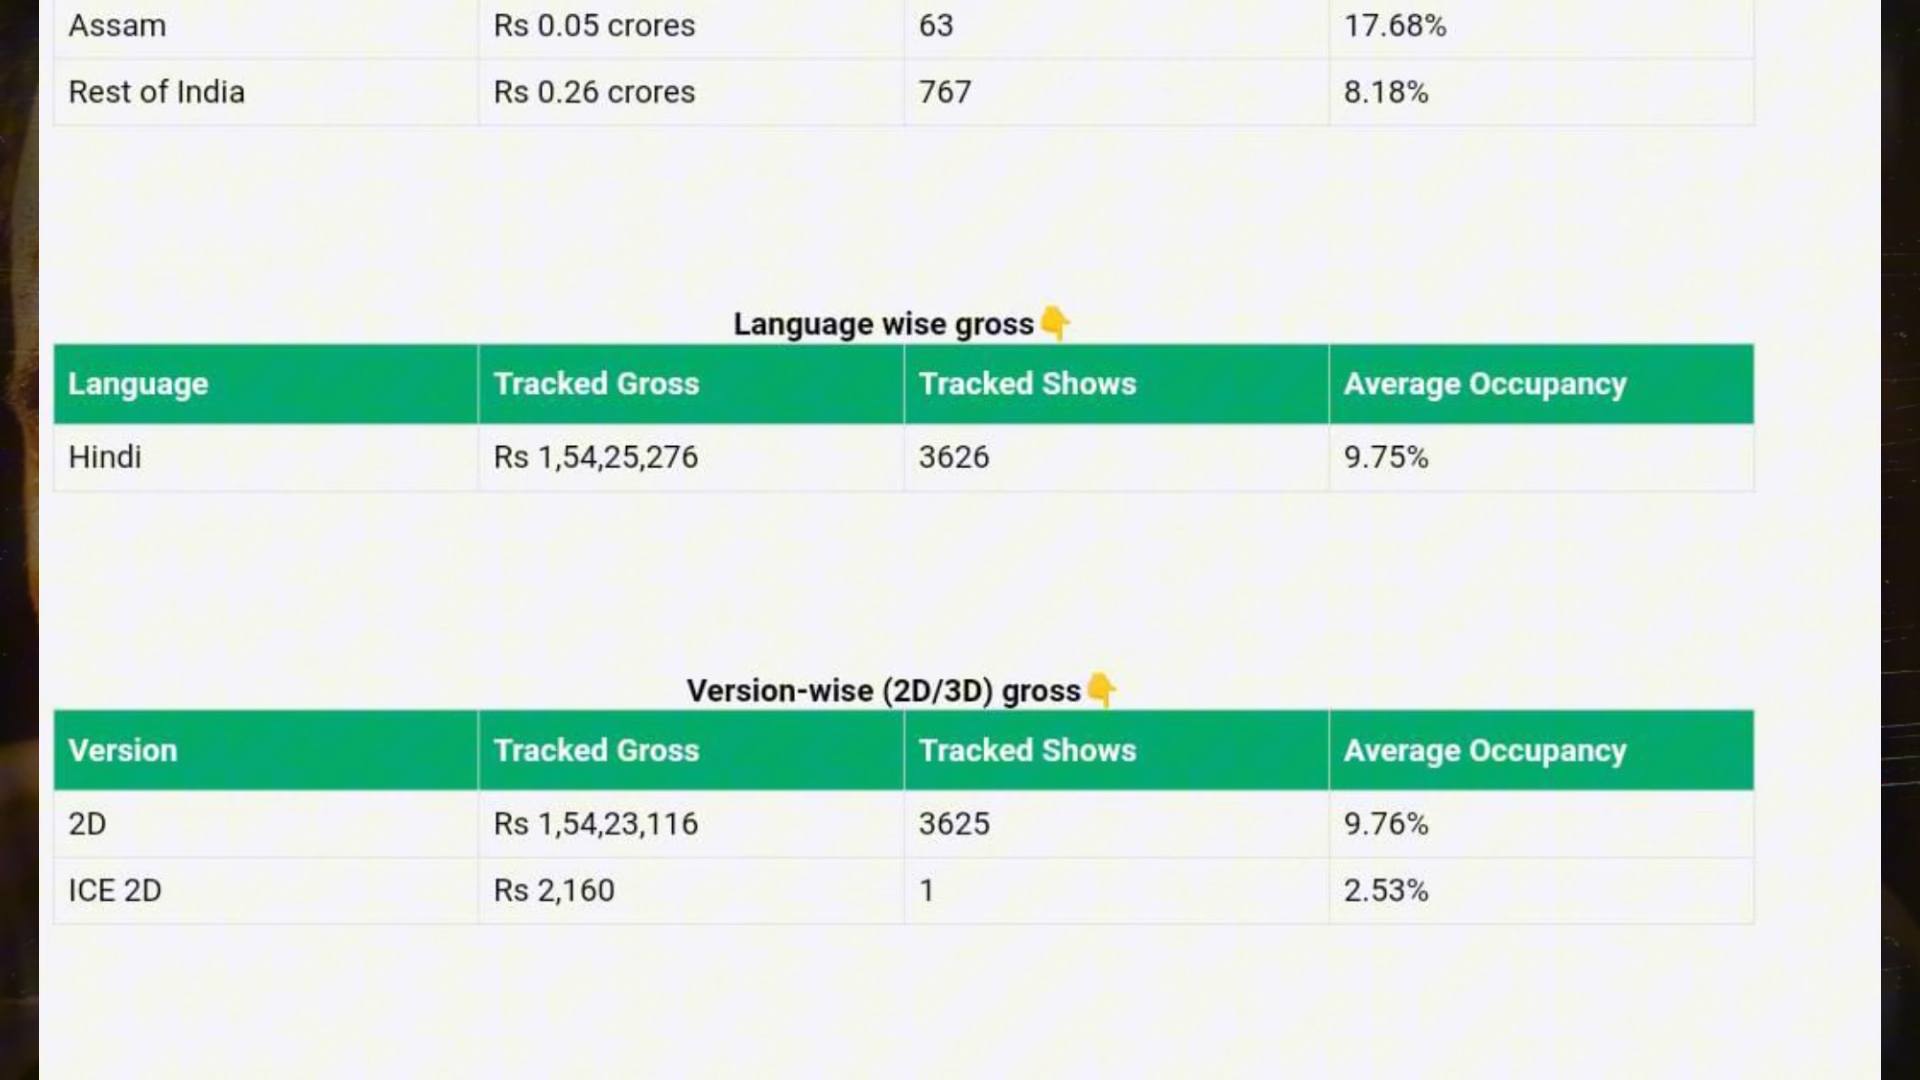 Assam Rs 0.05 crores 63 17.68%
Rest of India Rs 0.26 crores 767 8.18%
Language wise gross👇
Language Tracked Gross Tracked Shows Average Occupancy
Hindi Rs 1,54,25,276 3626 9.75%
Version-wise (2D/3D) gross👇
Version Tracked Gross Tracked Shows Average Occupancy
2D Rs 1,54,23,116 3625 9.76%
ICE 2D Rs 2,160 1 2.53%